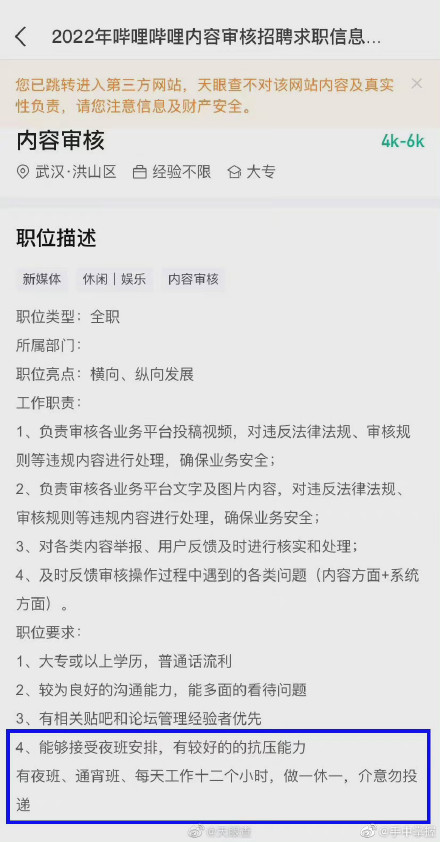 2022年哔哩哔哩内容审核招聘求职信息...
您已跳转进入第三方网站，天眼查不对该网站内容及真实
性负责，请您注意信息及财产安全。
内容审核
4k-6k
武汉·洪山区
经验不限
大专
职位描述
新媒体
休闲｜娱乐
内容审核
职位类型：全职
所属部门：
职位亮点：横向、纵向发展
工作职责：
1、负责审核各业务平台投稿视频，对违反法律法规、审核规
则等违规内容进行处理，确保业务安全；
2、负责审核各业务平台文字及图片内容，对违反法律法规、
审核规则等违规内容进行处理，确保业务安全；
3、对各类内容举报、用户反馈及时进行核实和处理；
4、及时反馈审核操作过程中遇到的各类问题（内容方面+系统
方面）。
职位要求：
1、大专或以上学历，普通话流利
2、较为良好的沟通能力，能多面的看待问题
3、有相关贴吧和论坛管理经验者优先
4、能够接受夜班安排，有较好的的抗压能力
有夜班、通宵班、每天工作十二个小时，做一休一，介意勿投
递
@天眼查
@手中掌握